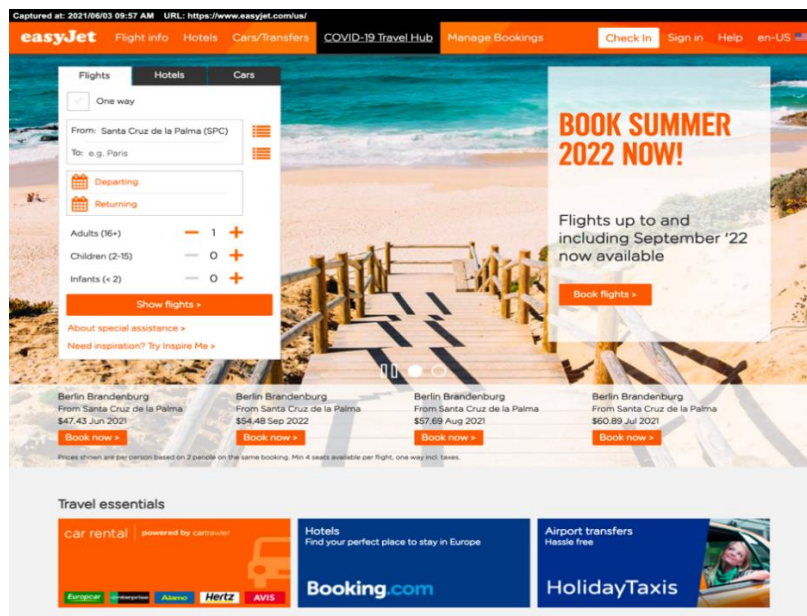 Captured at: 2021/06/03 09:57 AM URL: https://www.easyjet.com/us/
easyJet Flight info Hotels Cars/Transfers COVID-19 Travel Hub Manage Bookings Check In Sign in Help en-US
Flights Hotels Cars
One way
From: Santa Cruz de la Palma (SPC)
To: e.g. Paris
Departing
Returning
Adults (16+) 1
Children (2-15) 0
Infants (< 2) 0
Show flights >
About special assistance >
Need inspiration? Try Inspire Me >
BOOK SUMMER
2022 NOW!
Flights up to and
including September '22
now available
Book flights >
Berlin Brandenburg Berlin Brandenburg Berlin Brandenburg Berlin Brandenburg
From Santa Cruz de la Palma From Santa Cruz de la Palma From Santa Cruz de la Palma From Santa Cruz de la Palma
$47.43 Jun 2021 $54.48 Sep 2022 $57.69 Aug 2021 $60.89 Jul 2021
Book now > Book now > Book now > Book now >
Prices shown are per person based on 2 people on the same booking. Min 4 seats available per flight, one way incl. taxes.
Travel essentials
car rental powered by cartrawler
Europcar enterprise Alamo Hertz AVIS
Hotels
Find your perfect place to stay in Europe
Booking.com
Airport transfers
Hassle free
HolidayTaxis